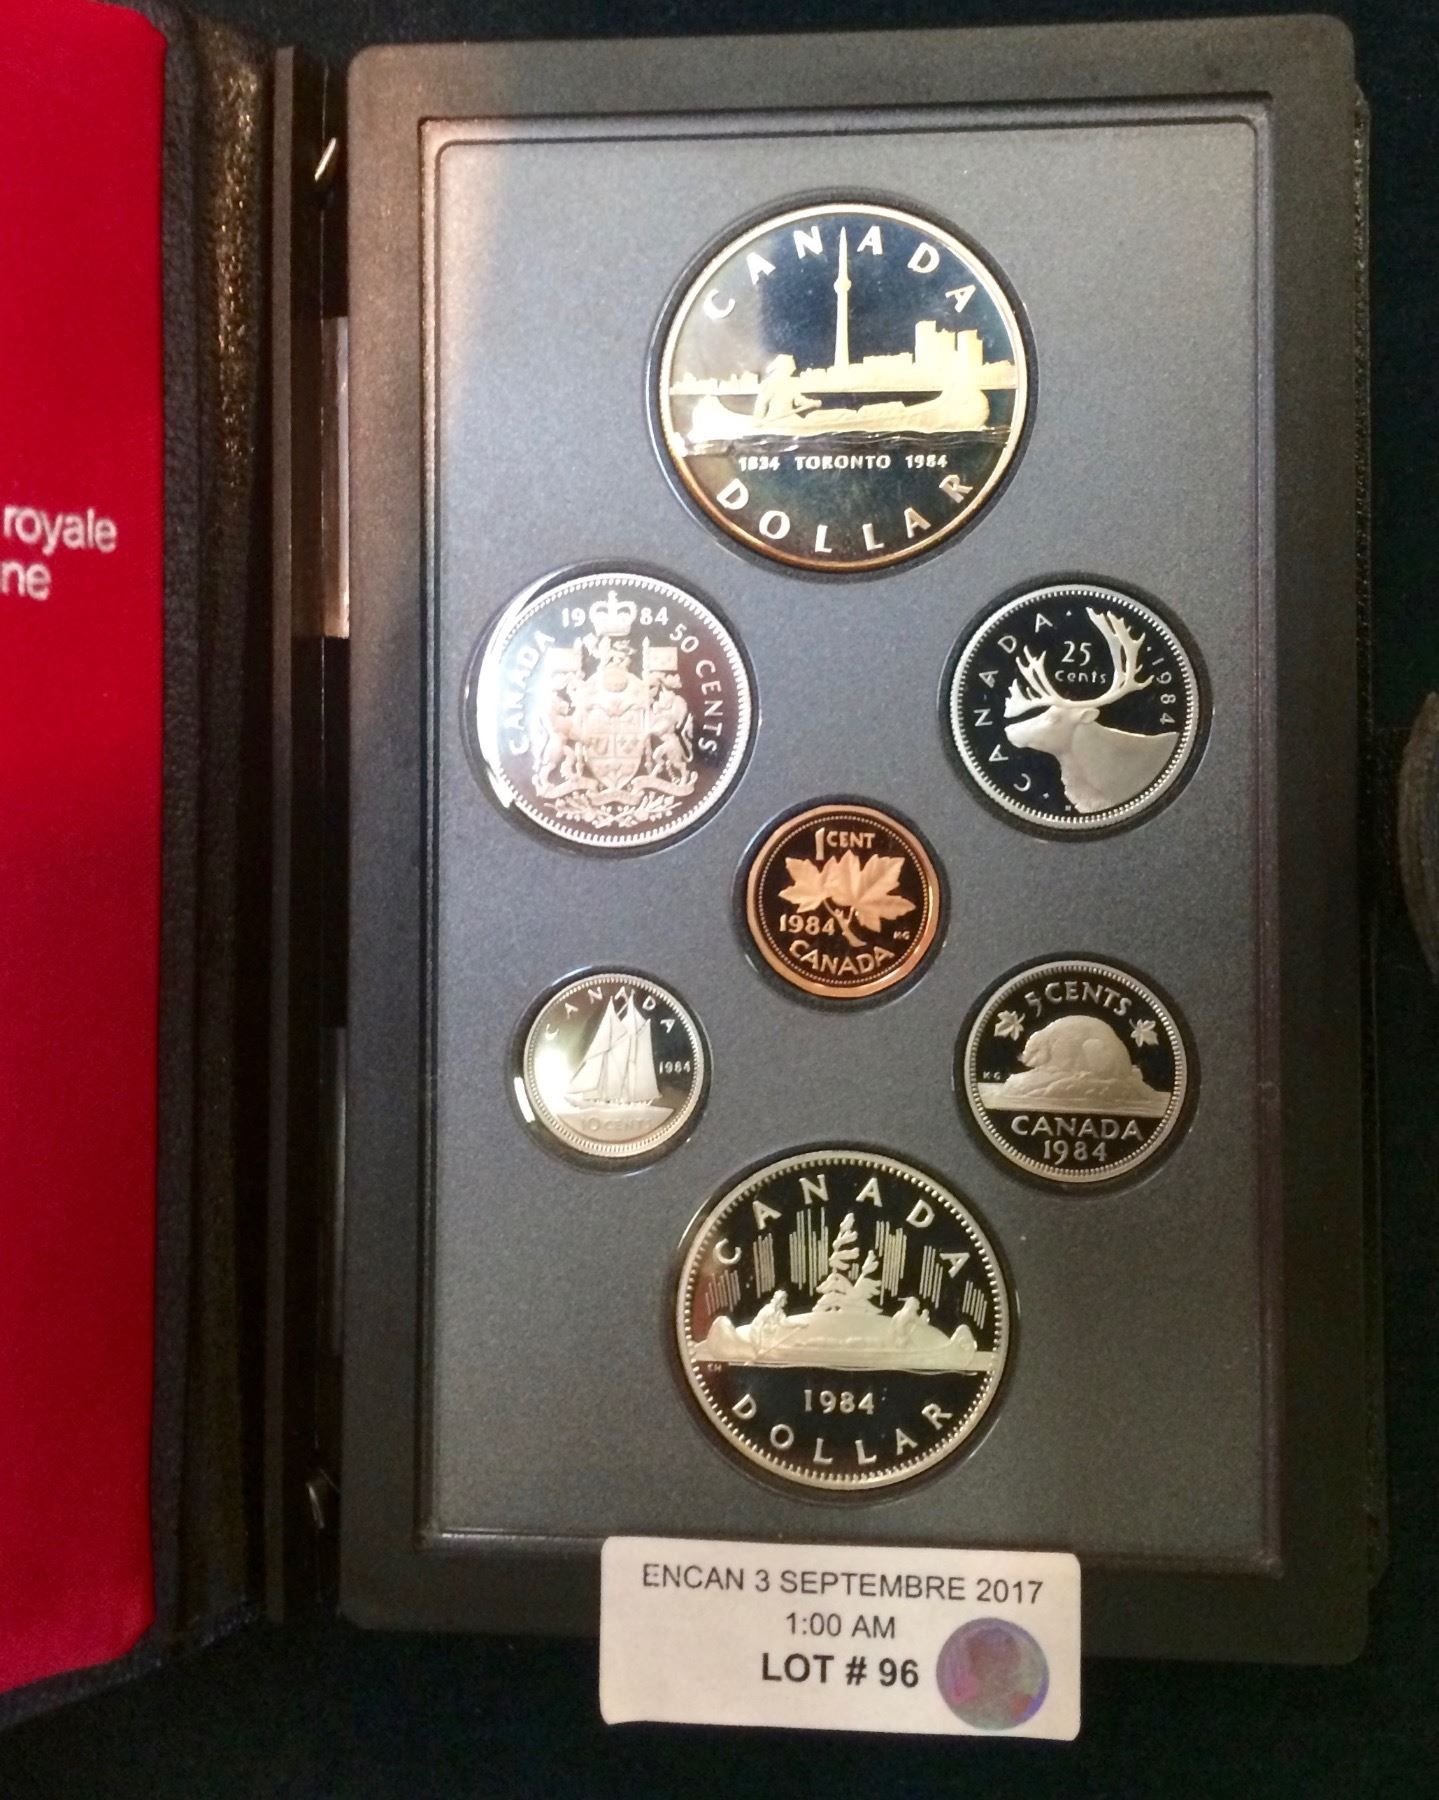 royale
ne
CANADA
1834 TORONTO 1984
DOLLAR
1984
CANADA 50 CENTS
CANADA · 1984
25
cents
1 CENT
1984
KG
CANADA
CANADA
1984
10 CENTS
5 CENTS
KG
CANADA
1984
CANADA
1984
DOLLAR
ENCAN 3 SEPTEMBRE 2017
1:00 AM
LOT # 96